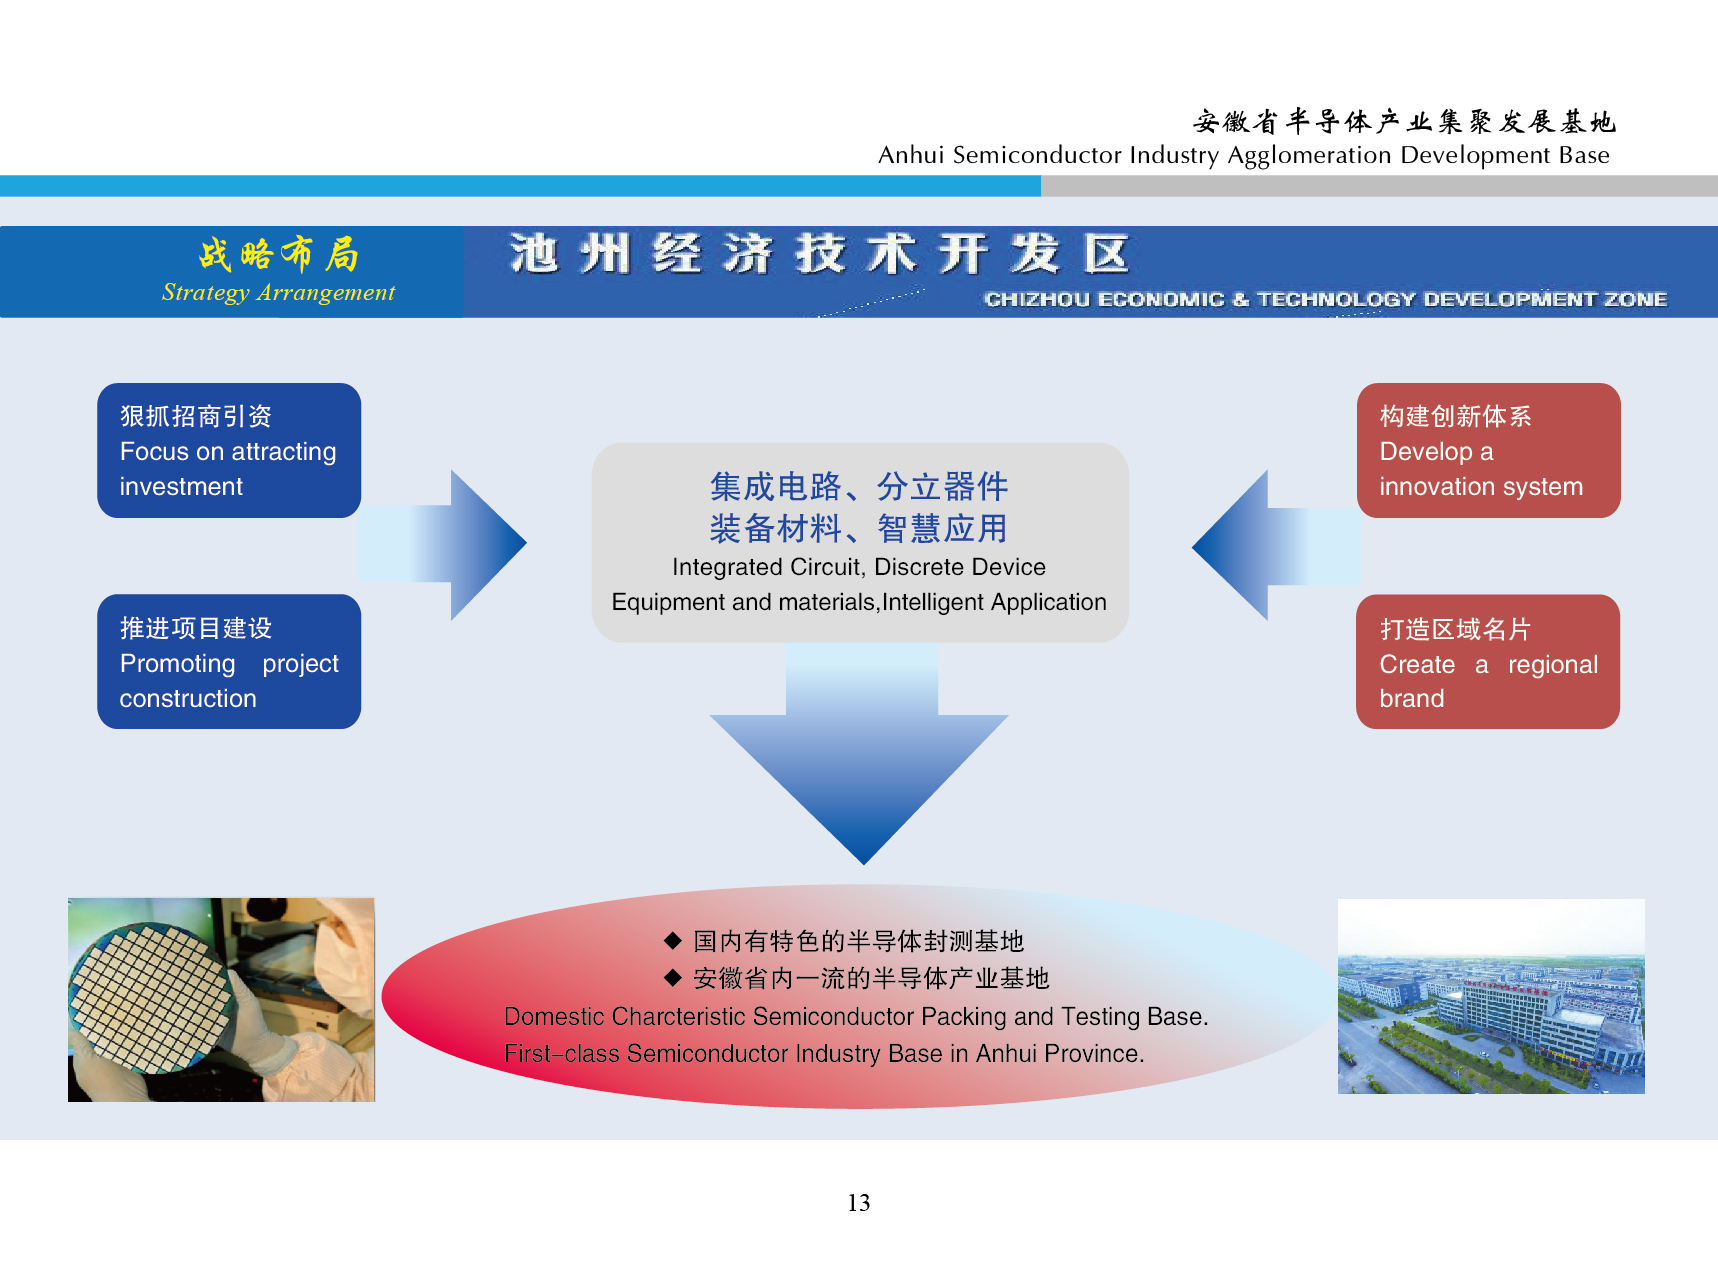 安徽省半导体产业集聚发展基地
Anhui Semiconductor Industry Agglomeration Development Base
战略布局
Strategy Arrangement
池州经济技术开发区
CHIZHOU ECONOMIC & TECHNOLOGY DEVELOPMENT ZONE
狠抓招商引资
Focus on attracting
investment
推进项目建设
Promoting project
construction
集成电路、分立器件
装备材料、智慧应用
Integrated Circuit, Discrete Device
Equipment and materials,Intelligent Application
构建创新体系
Develop a
innovation system
打造区域名片
Create a regional
brand
◆ 国内有特色的半导体封测基地
◆ 安徽省内一流的半导体产业基地
Domestic Charcteristic Semiconductor Packing and Testing Base.
First-class Semiconductor Industry Base in Anhui Province.
13